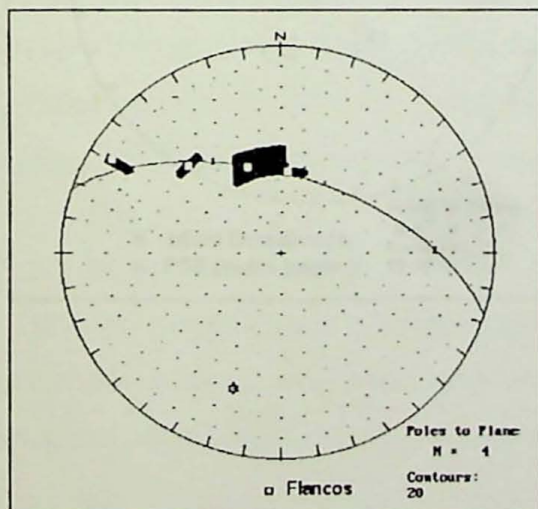 N
Poles to Plane
N = 4
Contours:
20
Flancos